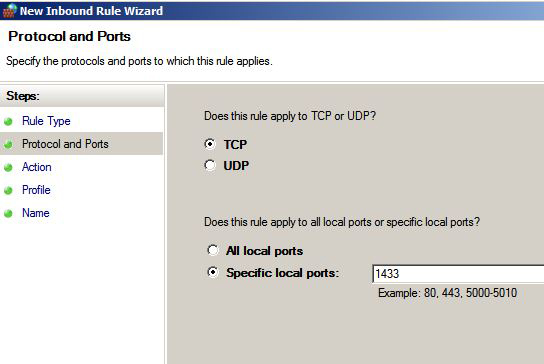 New Inbound Rule Wizard
Protocol and Ports
Specify the protocols and ports to which this rule applies.
Steps:
Rule Type
Protocol and Ports
Action
Profile
Name
Does this rule apply to TCP or UDP?
TCP
UDP
Does this rule apply to all local ports or specific local ports?
All local ports
Specific local ports: 1433
Example: 80, 443, 5000-5010